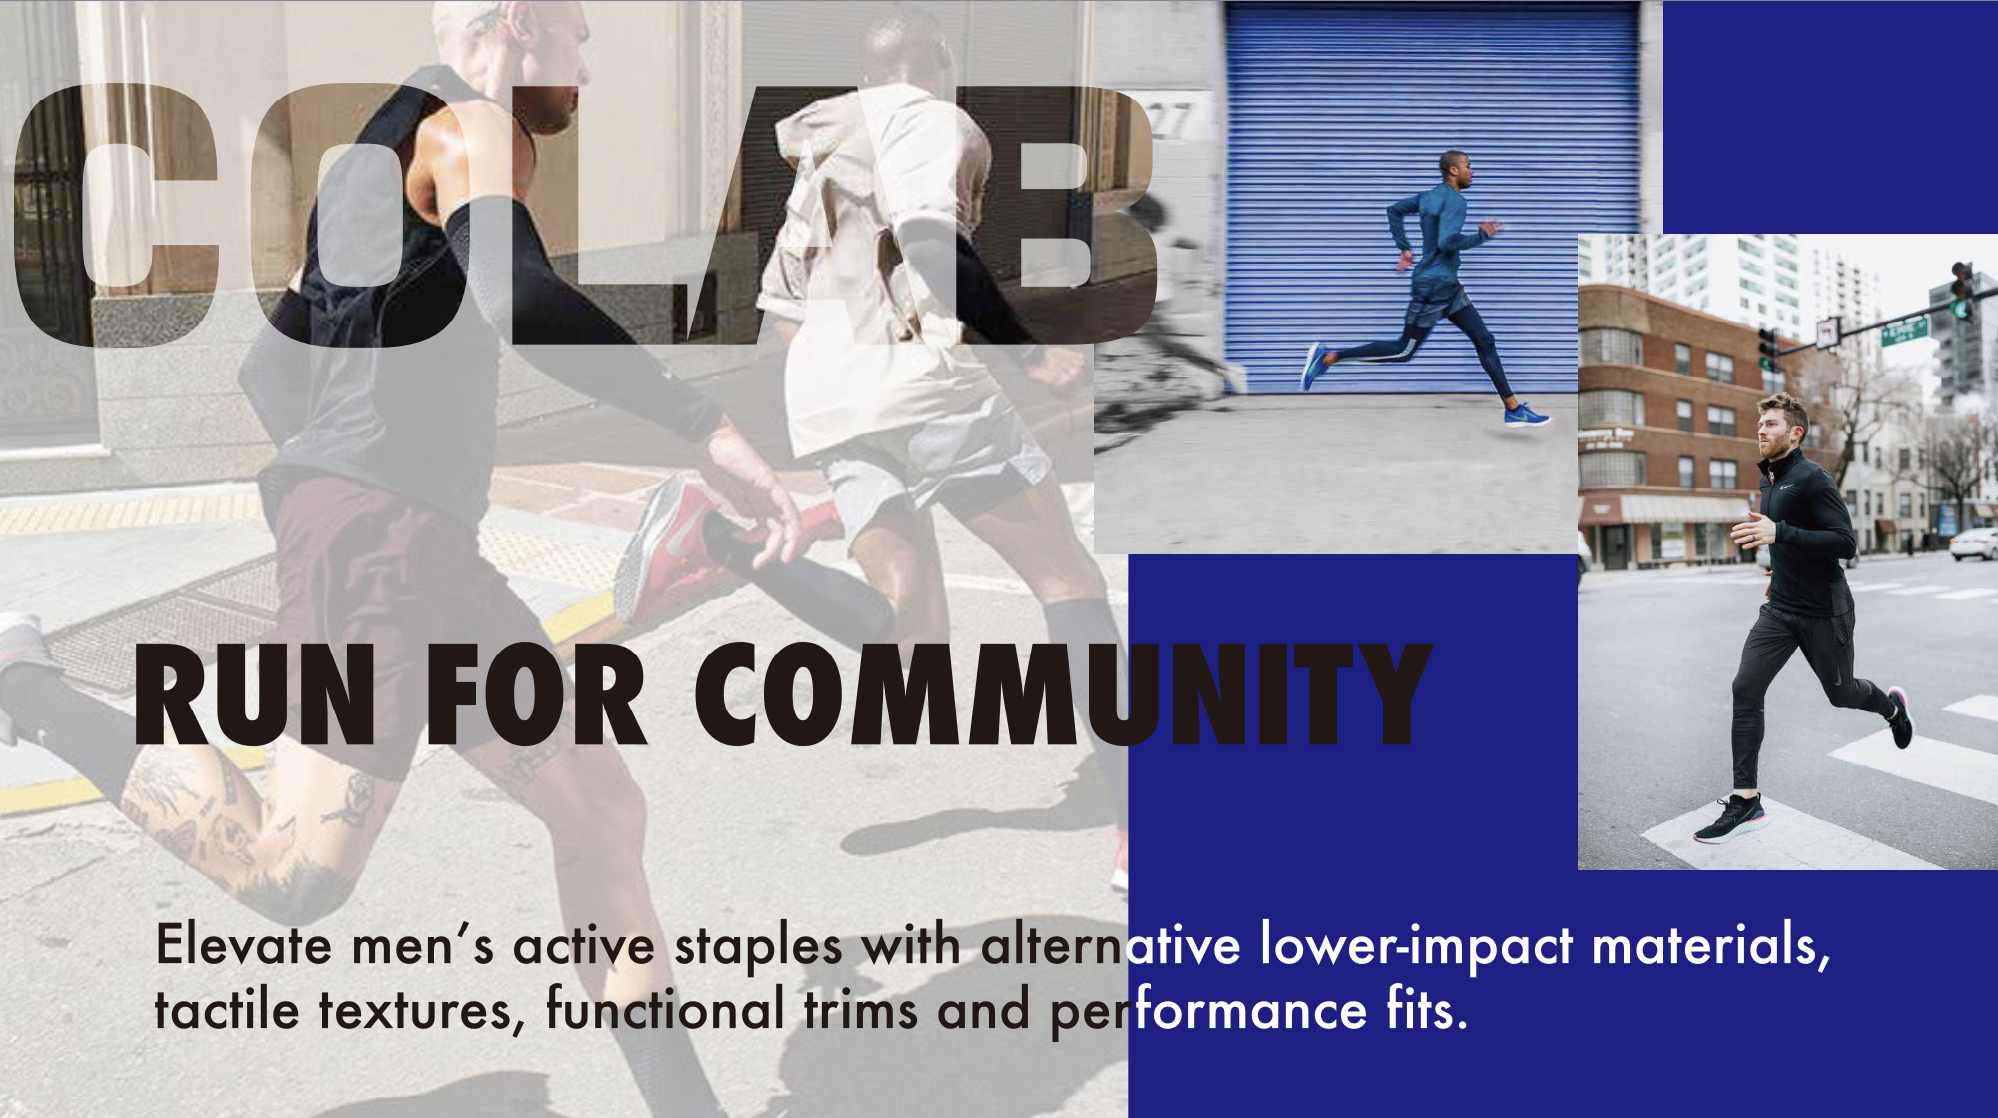 COLAB
27
RUN FOR COMMUNITY
Elevate men’s active staples with alternative lower-impact materials,
tactile textures, functional trims and performance fits.